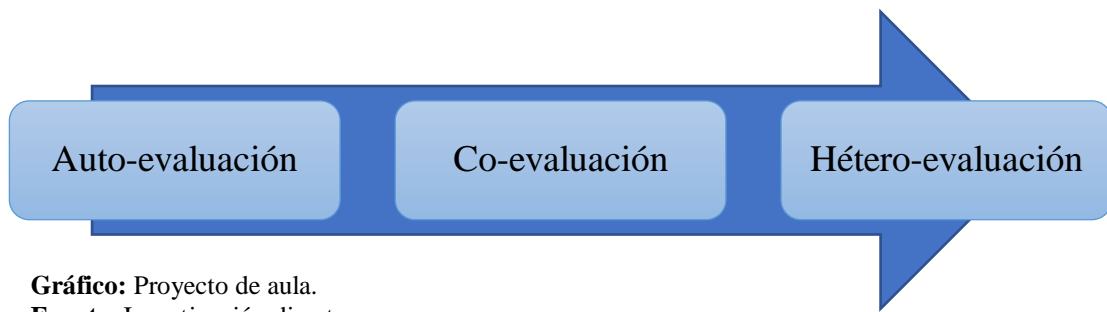 Auto-evaluación
Co-evaluación
Hétero-evaluación
Gráfico: Proyecto de aula.